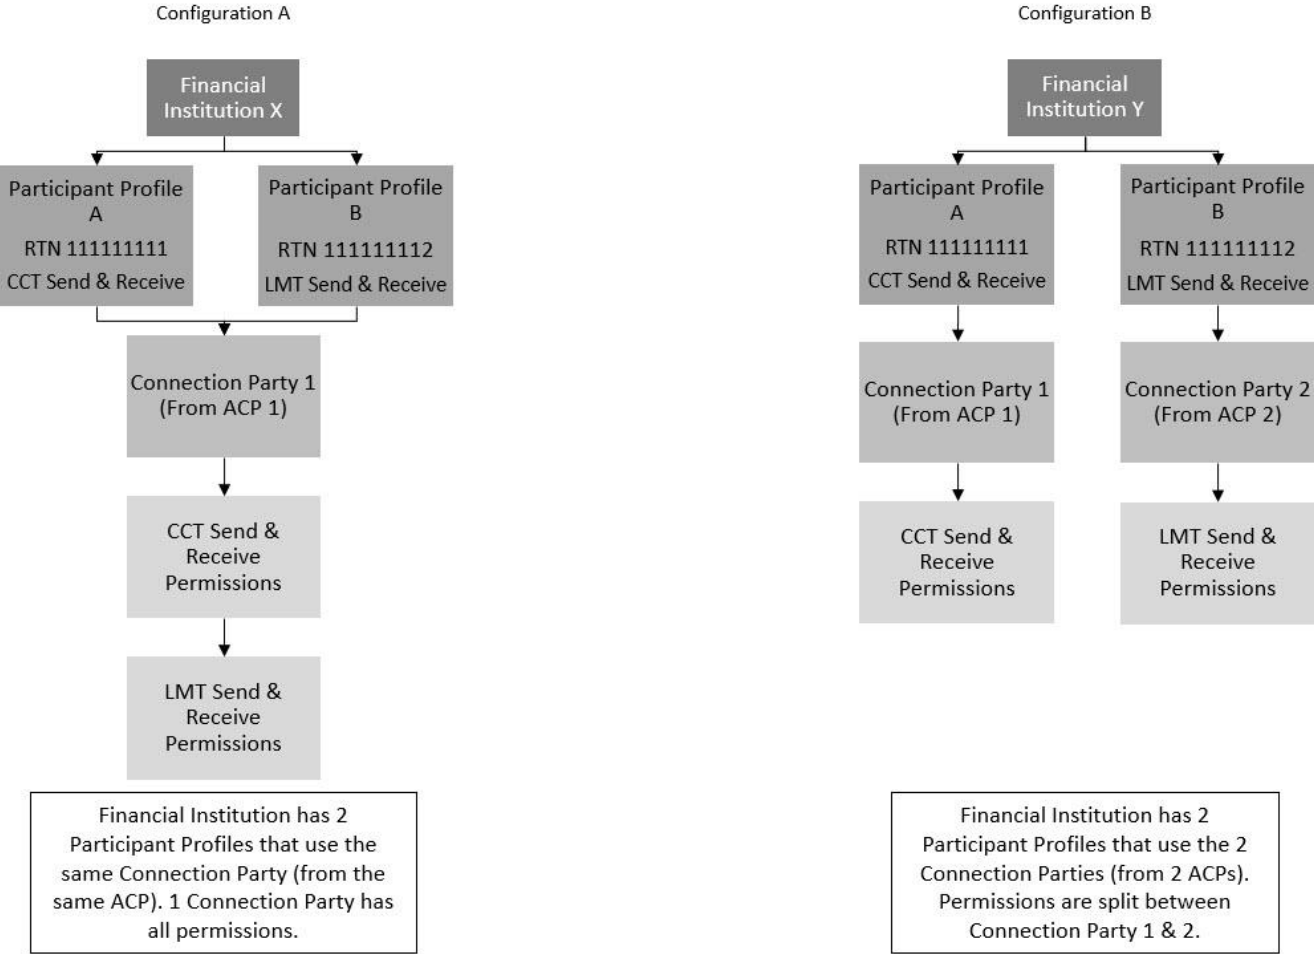 Configuration A
Financial
Institution X
Participant Profile
A
RTN 111111111
CCT Send & Receive
Participant Profile
B
RTN 111111112
LMT Send & Receive
Connection Party 1
(From ACP 1)
CCT Send &
Receive
Permissions
LMT Send &
Receive
Permissions
Financial Institution has 2
Participant Profiles that use the
same Connection Party (from the
same ACP). 1 Connection Party has
all permissions.
Configuration B
Financial
Institution Y
Participant Profile
A
RTN 111111111
CCT Send & Receive
Participant Profile
B
RTN 111111112
LMT Send & Receive
Connection Party 1
(From ACP 1)
Connection Party 2
(From ACP 2)
CCT Send &
Receive
Permissions
LMT Send &
Receive
Permissions
Financial Institution has 2
Participant Profiles that use the 2
Connection Parties (from 2 ACPs).
Permissions are split between
Connection Party 1 & 2.